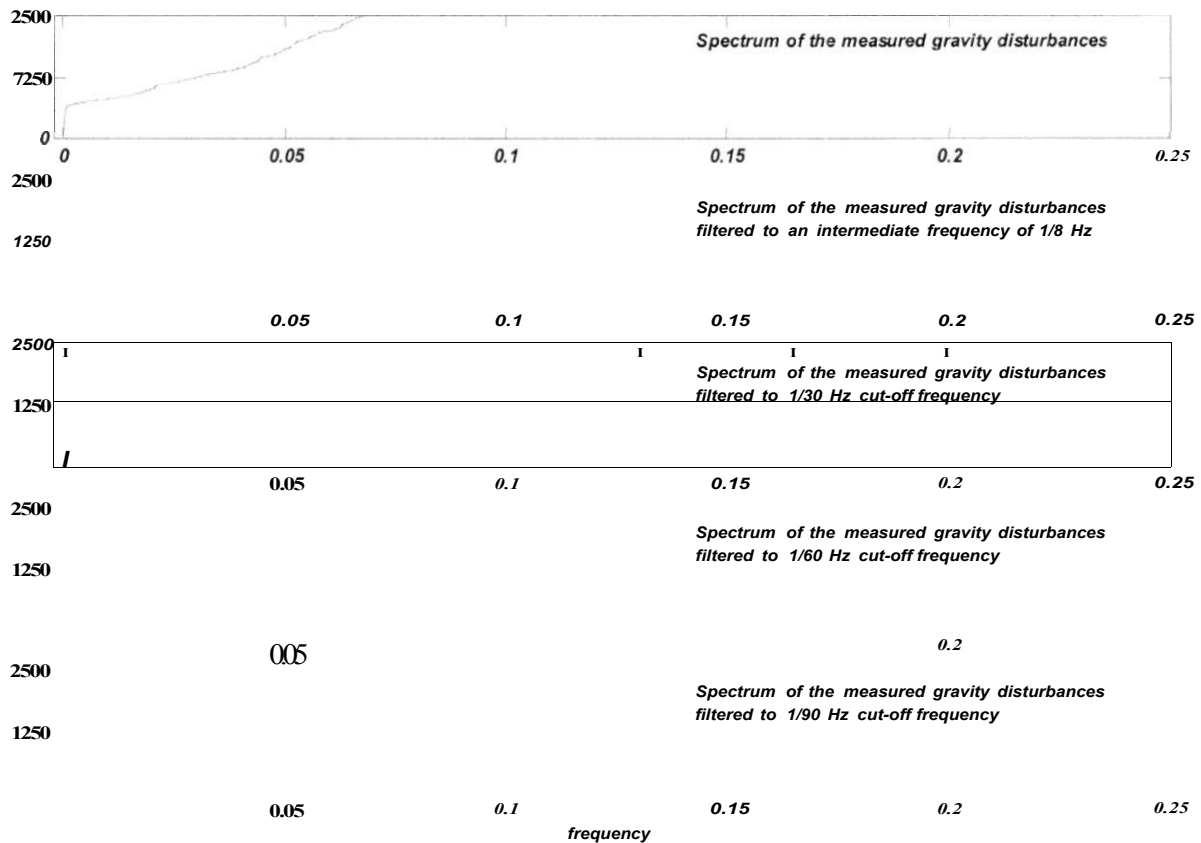 2500
Spectrum of the measured gravity disturbances
7250
0
0 0.05 0.1 0.15 0.2 0.25
2500
Spectrum of the measured gravity disturbances
filtered to an intermediate frequency of 1/8 Hz
1250
0.05 0.1 0.15 0.2 0.25
2500
I I I I
Spectrum of the measured gravity disturbances
filtered to 1/30 Hz cut-off frequency
1250
I
0.05 0.1 0.15 0.2 0.25
2500
Spectrum of the measured gravity disturbances
filtered to 1/60 Hz cut-off frequency
1250
0.05 0.2
2500
Spectrum of the measured gravity disturbances
filtered to 1/90 Hz cut-off frequency
1250
0.05 0.1 0.15 0.2 0.25
frequency